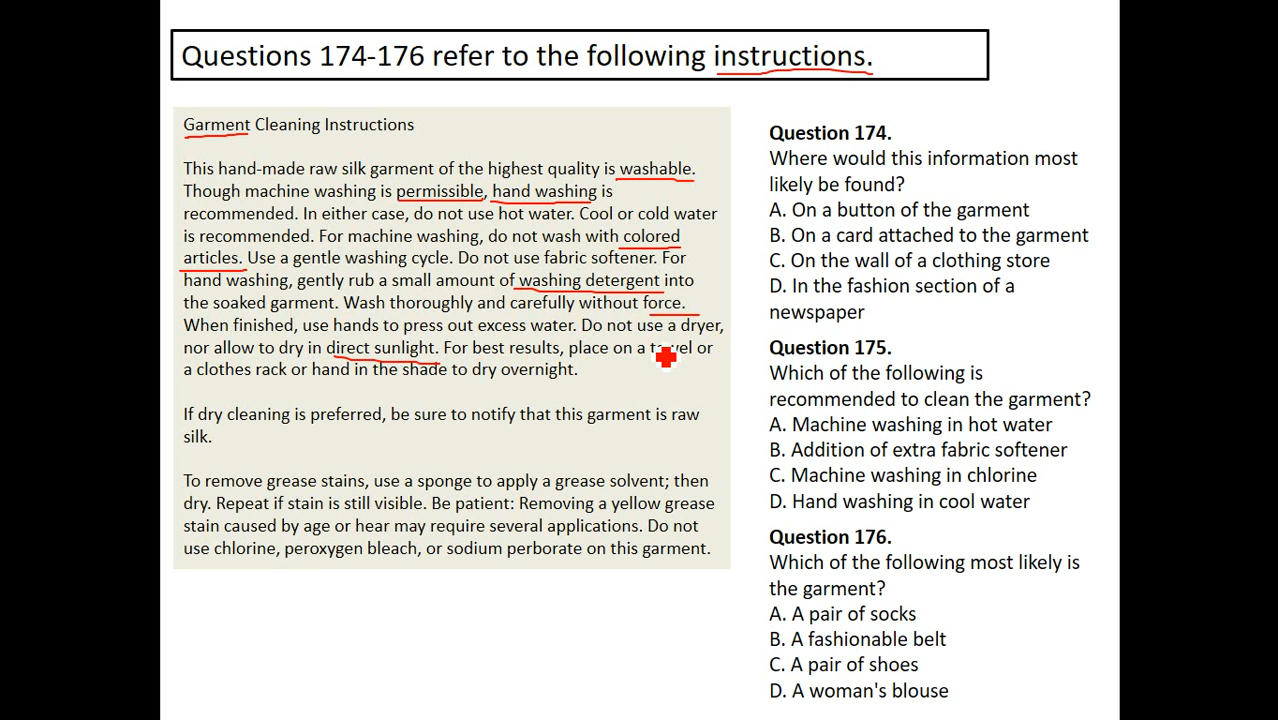 Questions 174-176 refer to the following instructions.
Garment Cleaning Instructions
This hand-made raw silk garment of the highest quality is washable.
Though machine washing is permissible, hand washing is
recommended. In either case, do not use hot water. Cool or cold water
is recommended. For machine washing, do not wash with colored
articles. Use a gentle washing cycle. Do not use fabric softener. For
hand washing, gently rub a small amount of washing detergent into
the soaked garment. Wash thoroughly and carefully without force.
When finished, use hands to press out excess water. Do not use a dryer,
nor allow to dry in direct sunlight. For best results, place on a towel or
a clothes rack or hand in the shade to dry overnight.
If dry cleaning is preferred, be sure to notify that this garment is raw
silk.
To remove grease stains, use a sponge to apply a grease solvent; then
dry. Repeat if stain is still visible. Be patient: Removing a yellow grease
stain caused by age or hear may require several applications. Do not
use chlorine, peroxygen bleach, or sodium perborate on this garment.
Question 174.
Where would this information most
likely be found?
A. On a button of the garment
B. On a card attached to the garment
C. On the wall of a clothing store
D. In the fashion section of a
newspaper
Question 175.
Which of the following is
recommended to clean the garment?
A. Machine washing in hot water
B. Addition of extra fabric softener
C. Machine washing in chlorine
D. Hand washing in cool water
Question 176.
Which of the following most likely is
the garment?
A. A pair of socks
B. A fashionable belt
C. A pair of shoes
D. A woman's blouse